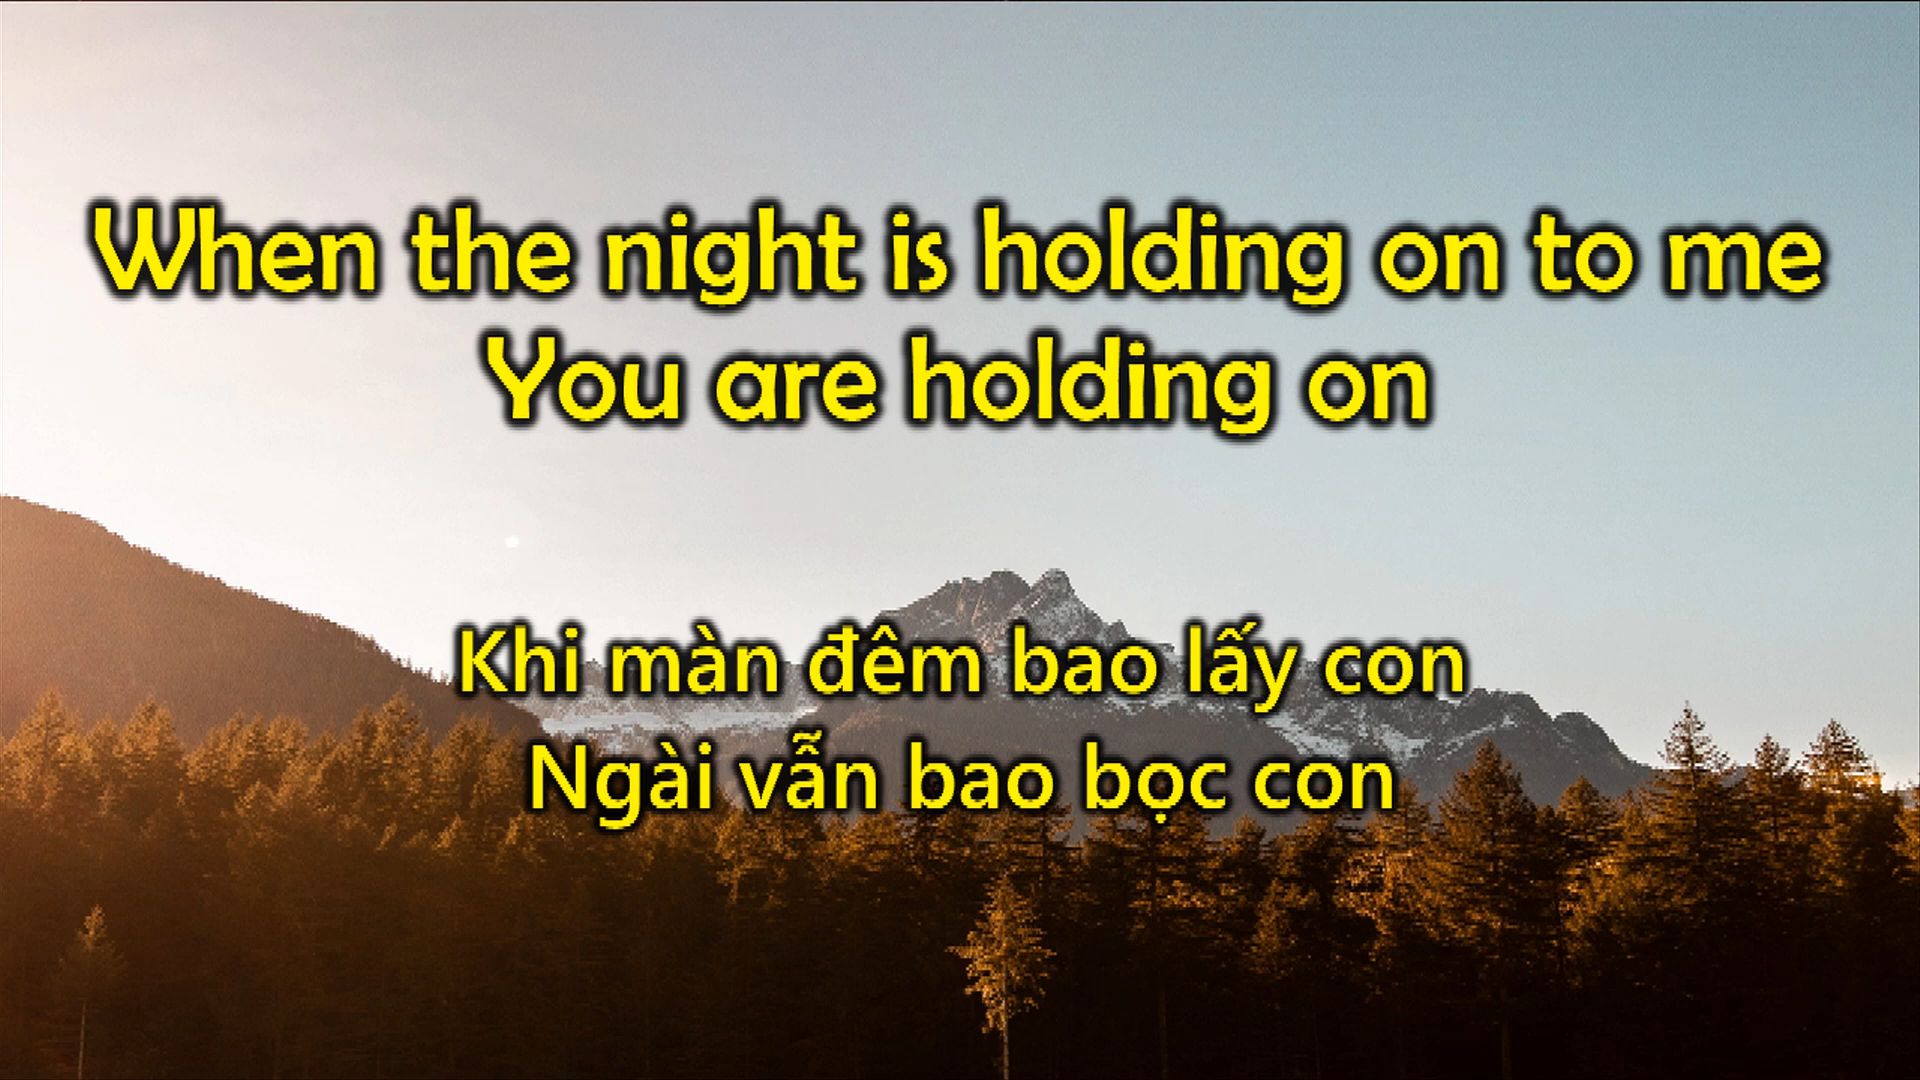 When the night is holding on to me
You are holding on
Khi màn đêm bao lấy con
Ngài vẫn bao bọc con